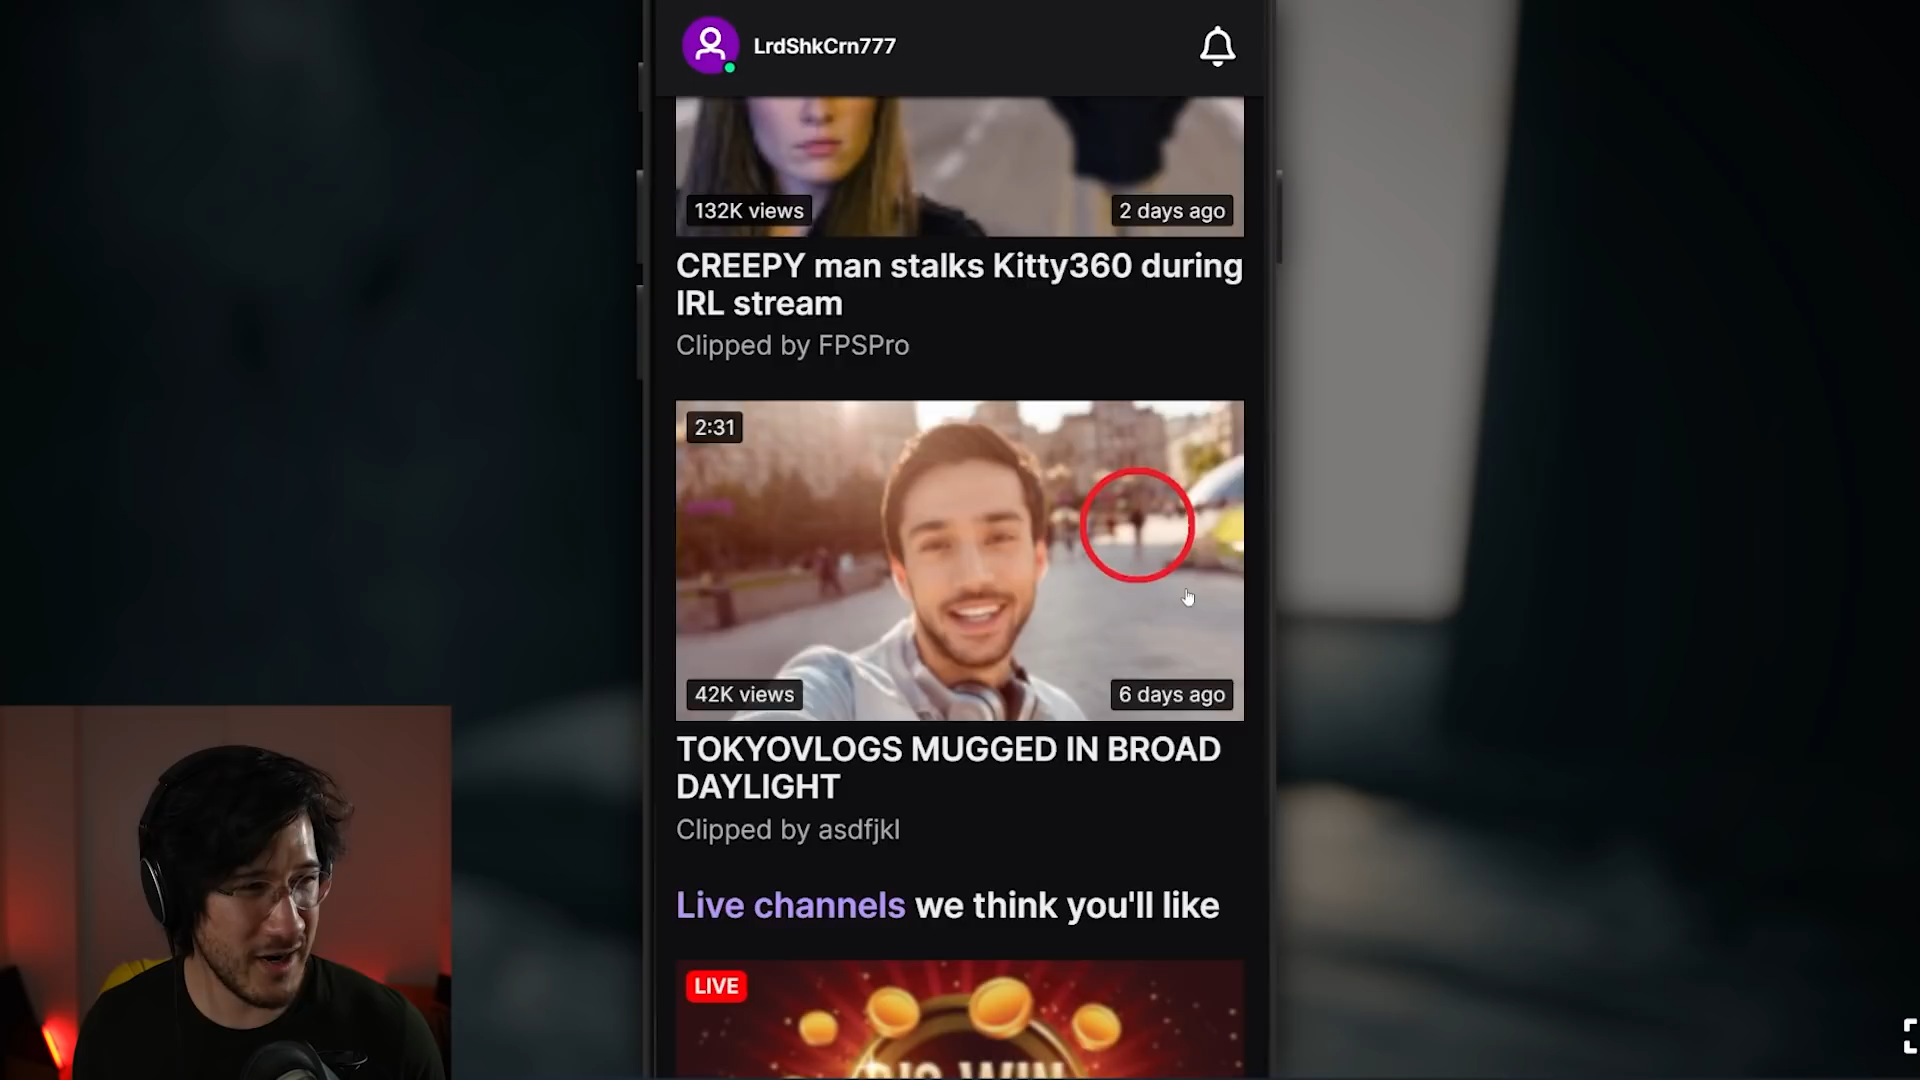 LrdShkCrn777
132K views
2 days ago
CREEPY man stalks Kitty360 during
IRL stream
Clipped by FPSPro
2:31
42K views
6 days ago
TOKYOVLOGS MUGGED IN BROAD
DAYLIGHT
Clipped by asdfjkl
Live channels we think you'll like
LIVE
BIG WIN